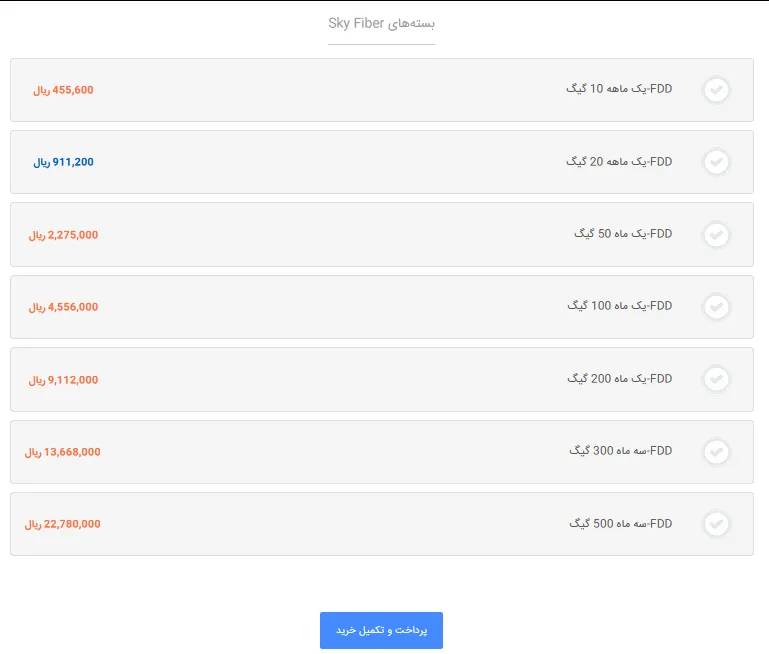 بسته‌های Sky Fiber
FDD-یک ماهه 10 گیگ
455,600 ریال
FDD-یک ماهه 20 گیگ
911,200 ریال
FDD-یک ماه 50 گیگ
2,275,000 ریال
FDD-یک ماه 100 گیگ
4,556,000 ریال
FDD-یک ماه 200 گیگ
9,112,000 ریال
FDD-سه ماه 300 گیگ
13,668,000 ریال
FDD-سه ماه 500 گیگ
22,780,000 ریال
پرداخت و تکمیل خرید